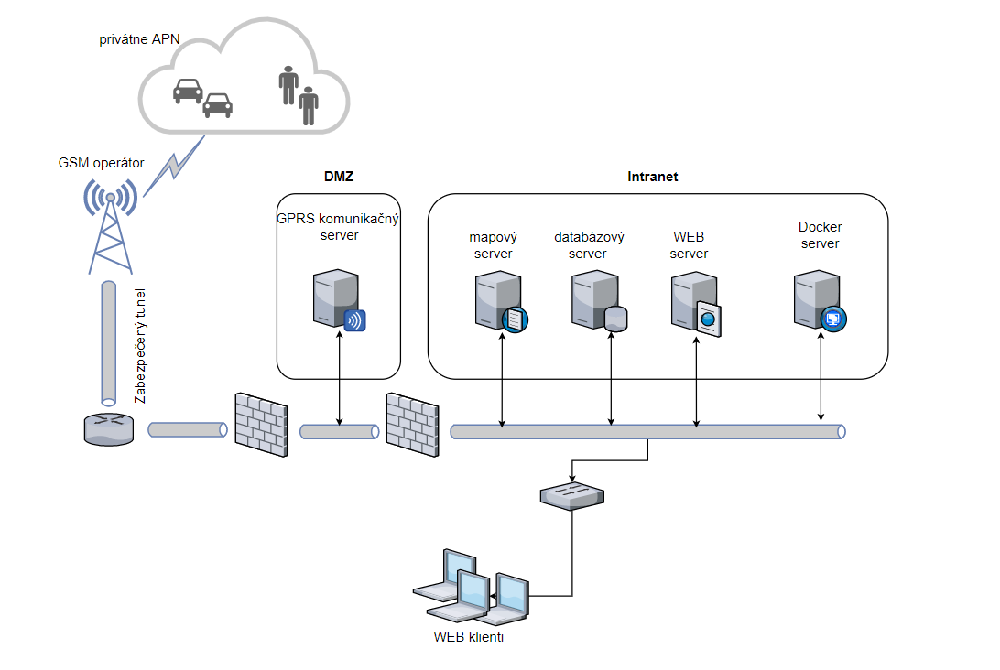 privátne APN
GSM operátor
DMZ
Intranet
GPRS komunikačný
server
mapový
server
databázový
server
WEB
server
Docker
server
Zabezpečený tunel
WEB klienti